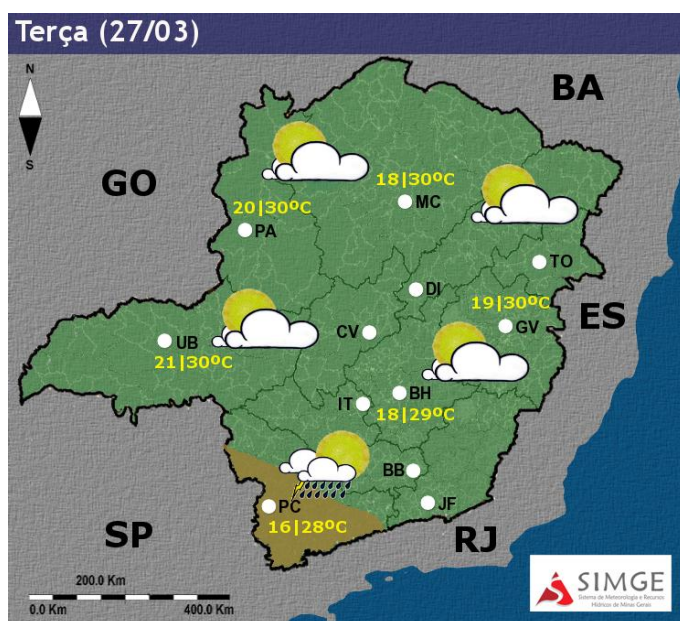 Terça (27/03)
N
S
BA
GO
18|30ºC
MC
20|30ºC
PA
TO
DI
19|30ºC
ES
GV
CV
UB
21|30ºC
BH
IT
18|29ºC
BB
PC
JF
16|28ºC
SP
RJ
200.0 Km
0.0 Km
400.0 Km
SIMGE
Sistema de Meteorologia e Recursos
Hídricos de Minas Gerais